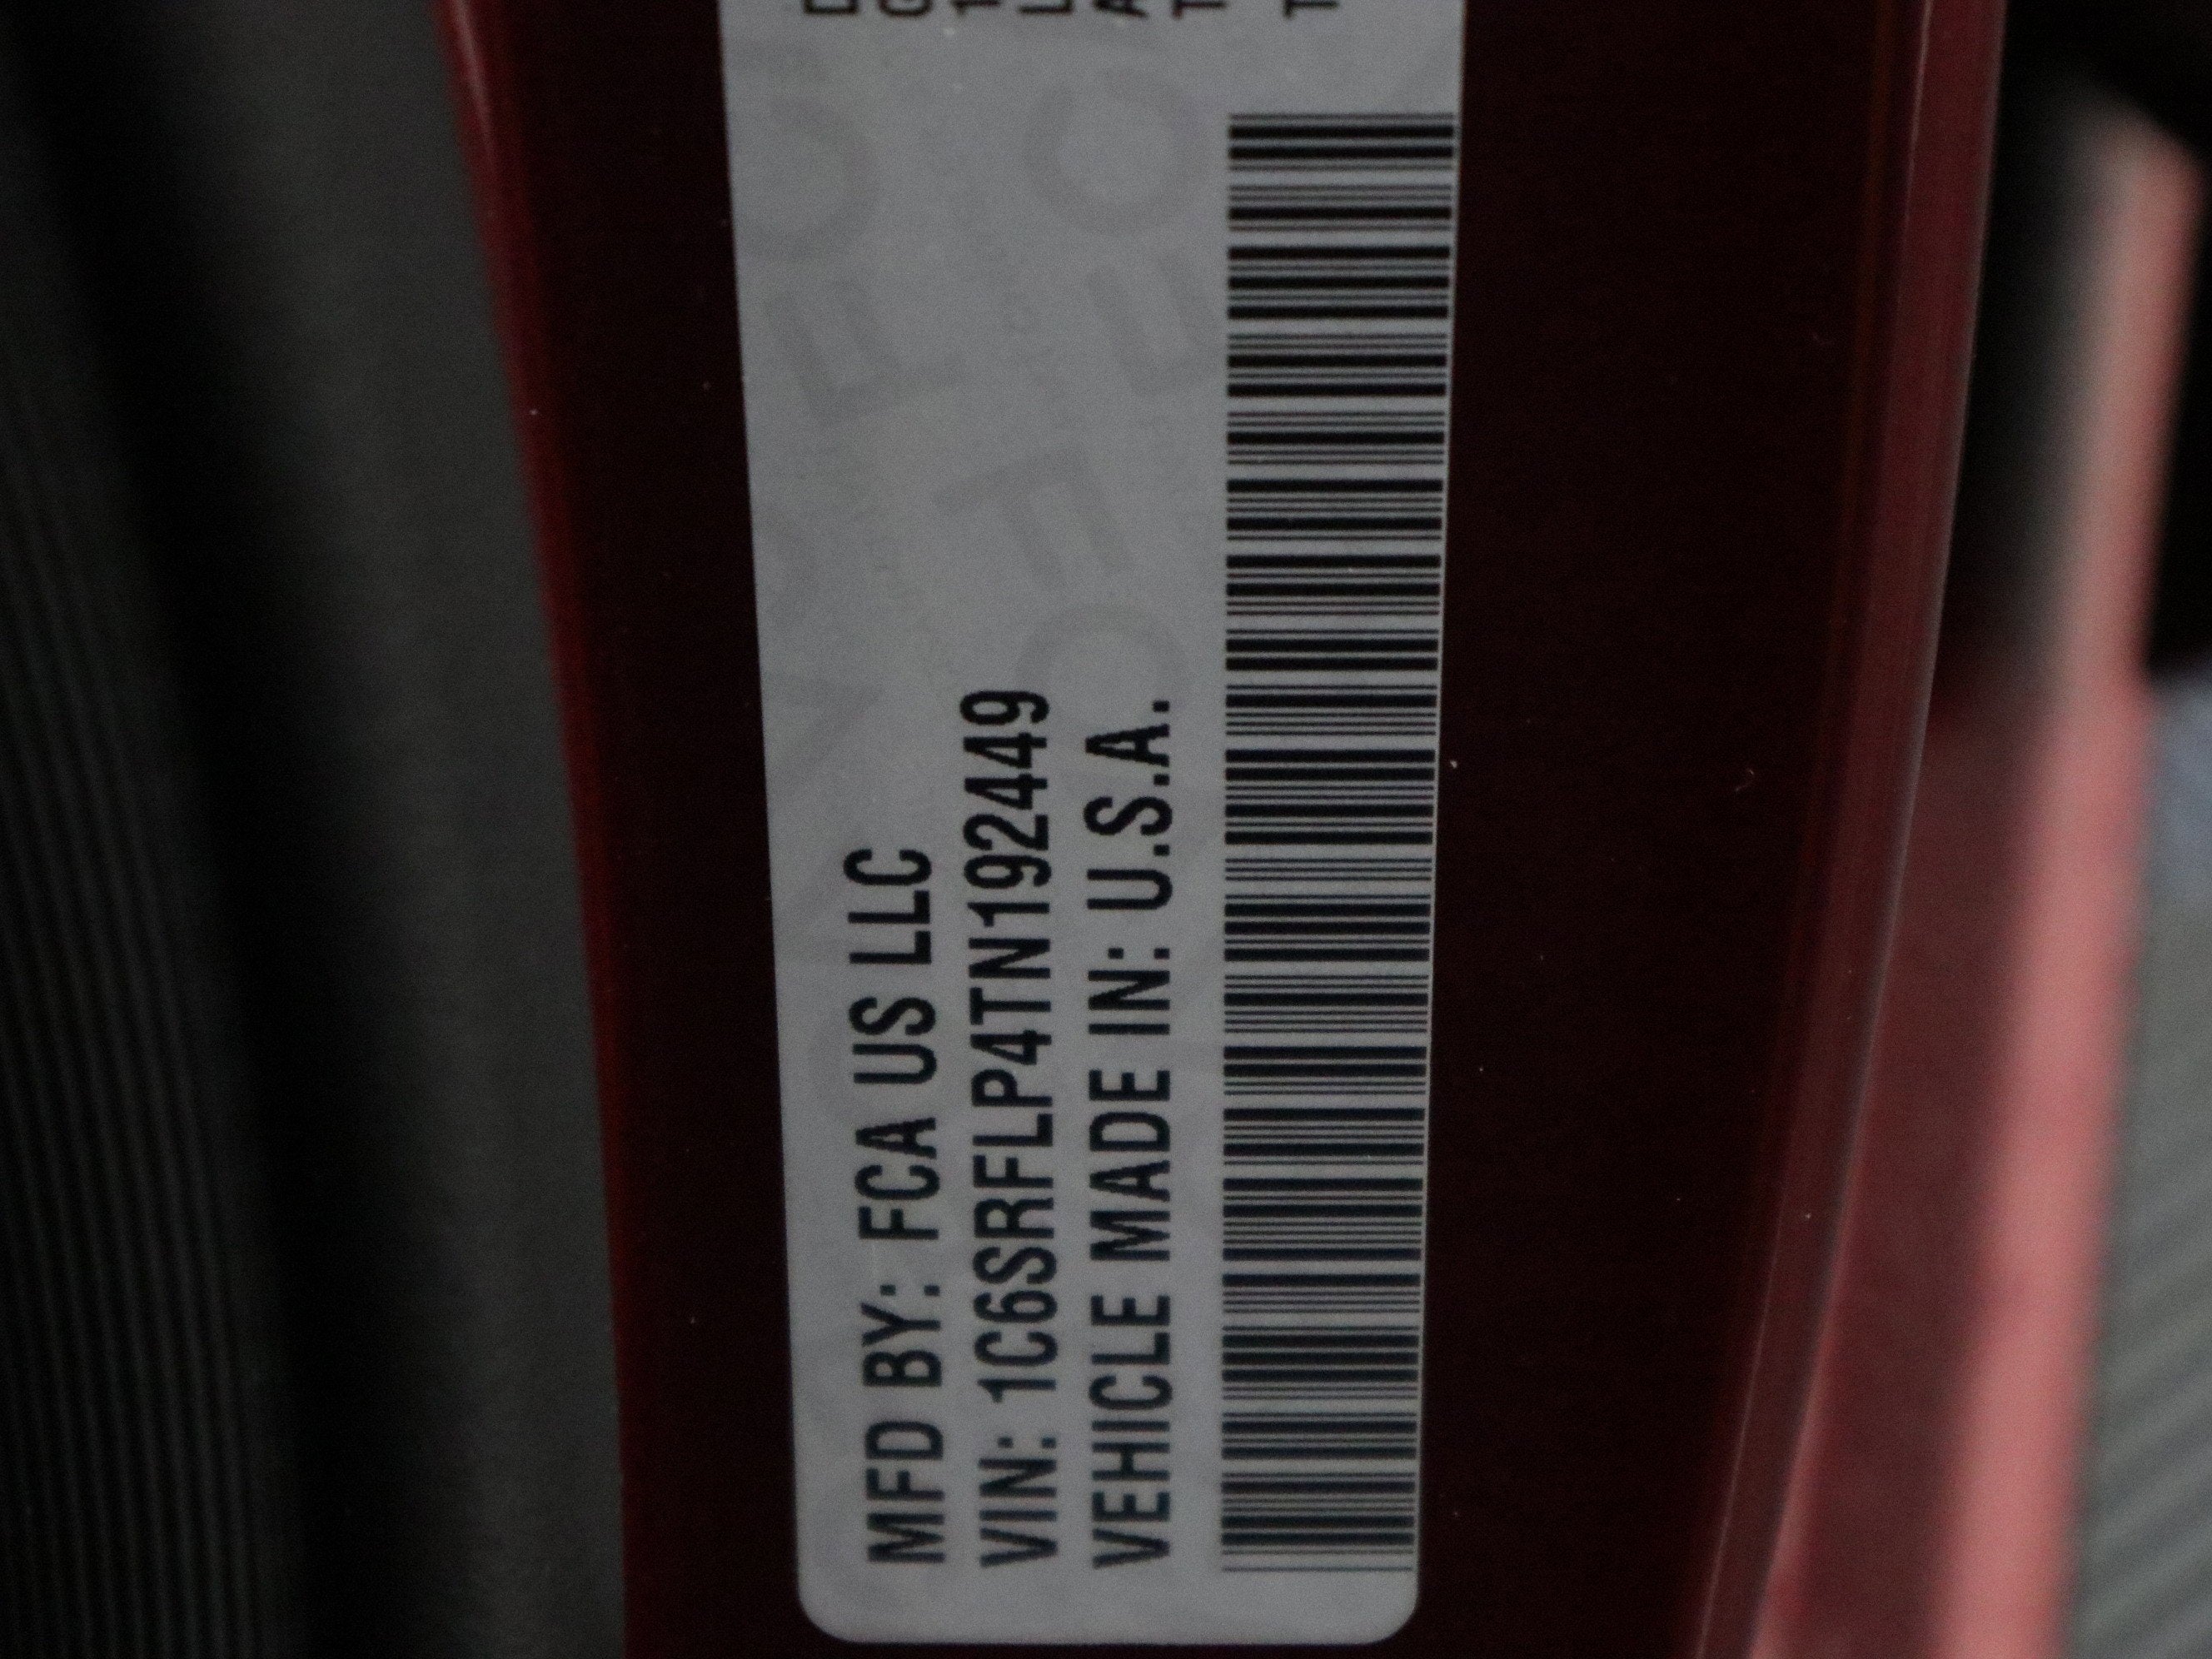 MFD BY: FCA US LLC
VIN: 1C6SRFLP4TN192449
VEHICLE MADE IN: U.S.A.